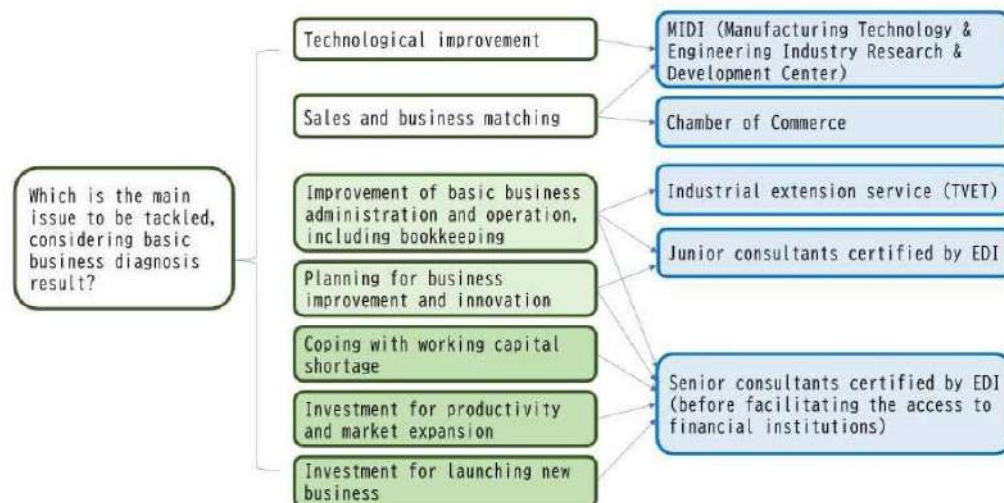 Which is the main
issue to be tackled,
considering basic
business diagnosis
result?
Technological improvement
Sales and business matching
Improvement of basic business
administration and operation,
including bookkeeping
Planning for business
improvement and innovation
Coping with working capital
shortage
Investment for productivity
and market expansion
Investment for launching new
business
MIDI (Manufacturing Technology &
Engineering Industry Research &
Development Center)
Chamber of Commerce
Industrial extension service (TVET)
Junior consultants certified by EDI
Senior consultants certified by EDI
(before facilitating the access to
financial institutions)